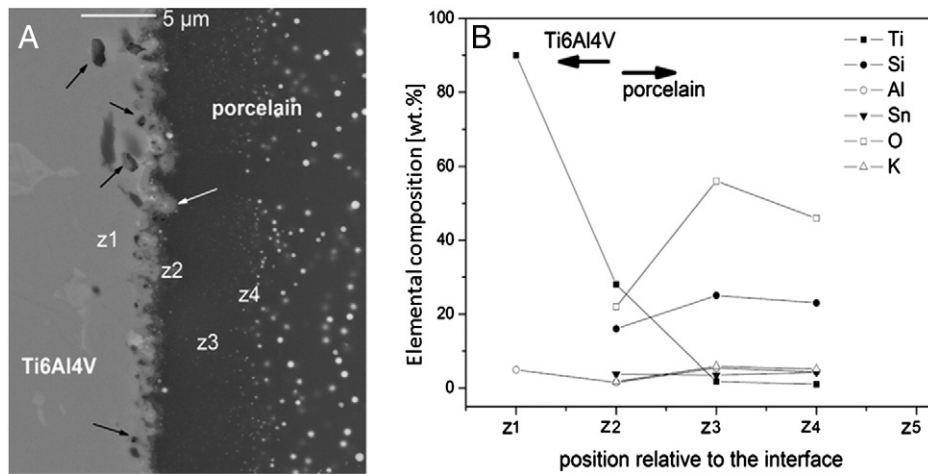 A
5 µm
porcelain
z1
z2
z4
z3
Ti6Al4V
B
Ti6Al4V
porcelain
Ti
Si
Al
Sn
O
K
Elemental composition [wt.%]
100
80
60
40
20
0
z1 z2 z3 z4 z5
position relative to the interface